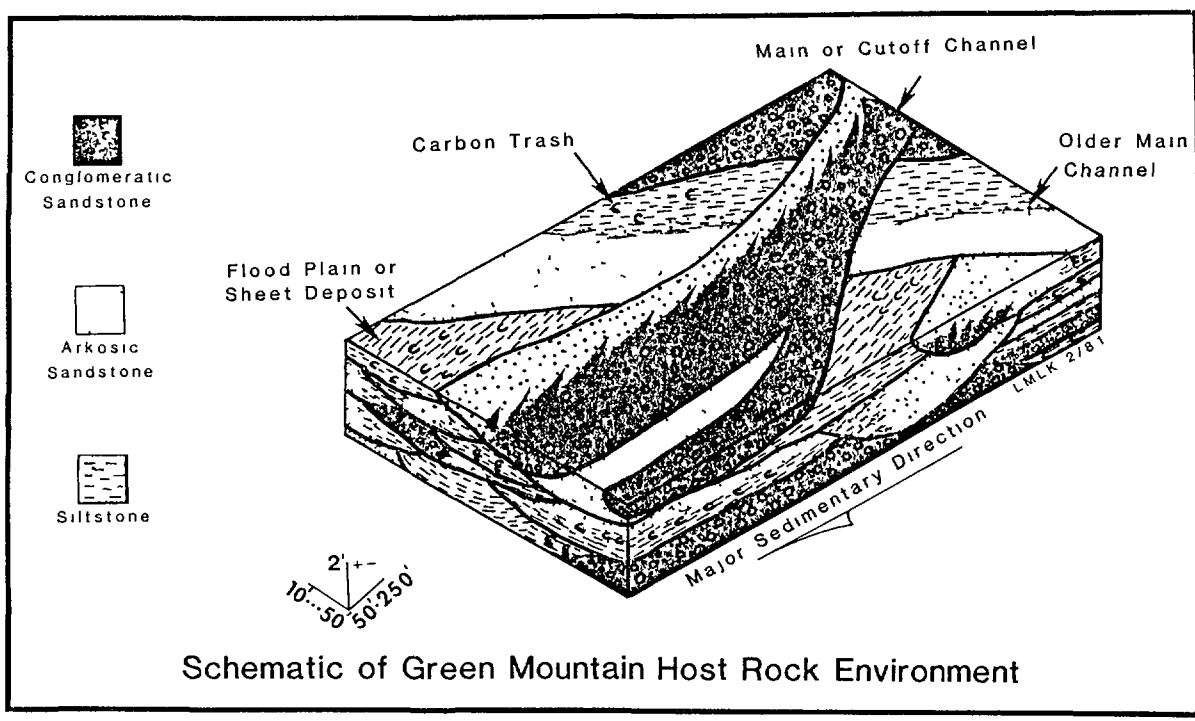 Main or Cutoff Channel
Carbon Trash
Older Main
Channel
Conglomeratic
Sandstone
Flood Plain or
Sheet Deposit
Arkosic
Sandstone
LMLK 2/81
Major Sedimentary Direction
Siltstone
2' +-
10'...50' 50'-250'
Schematic of Green Mountain Host Rock Environment